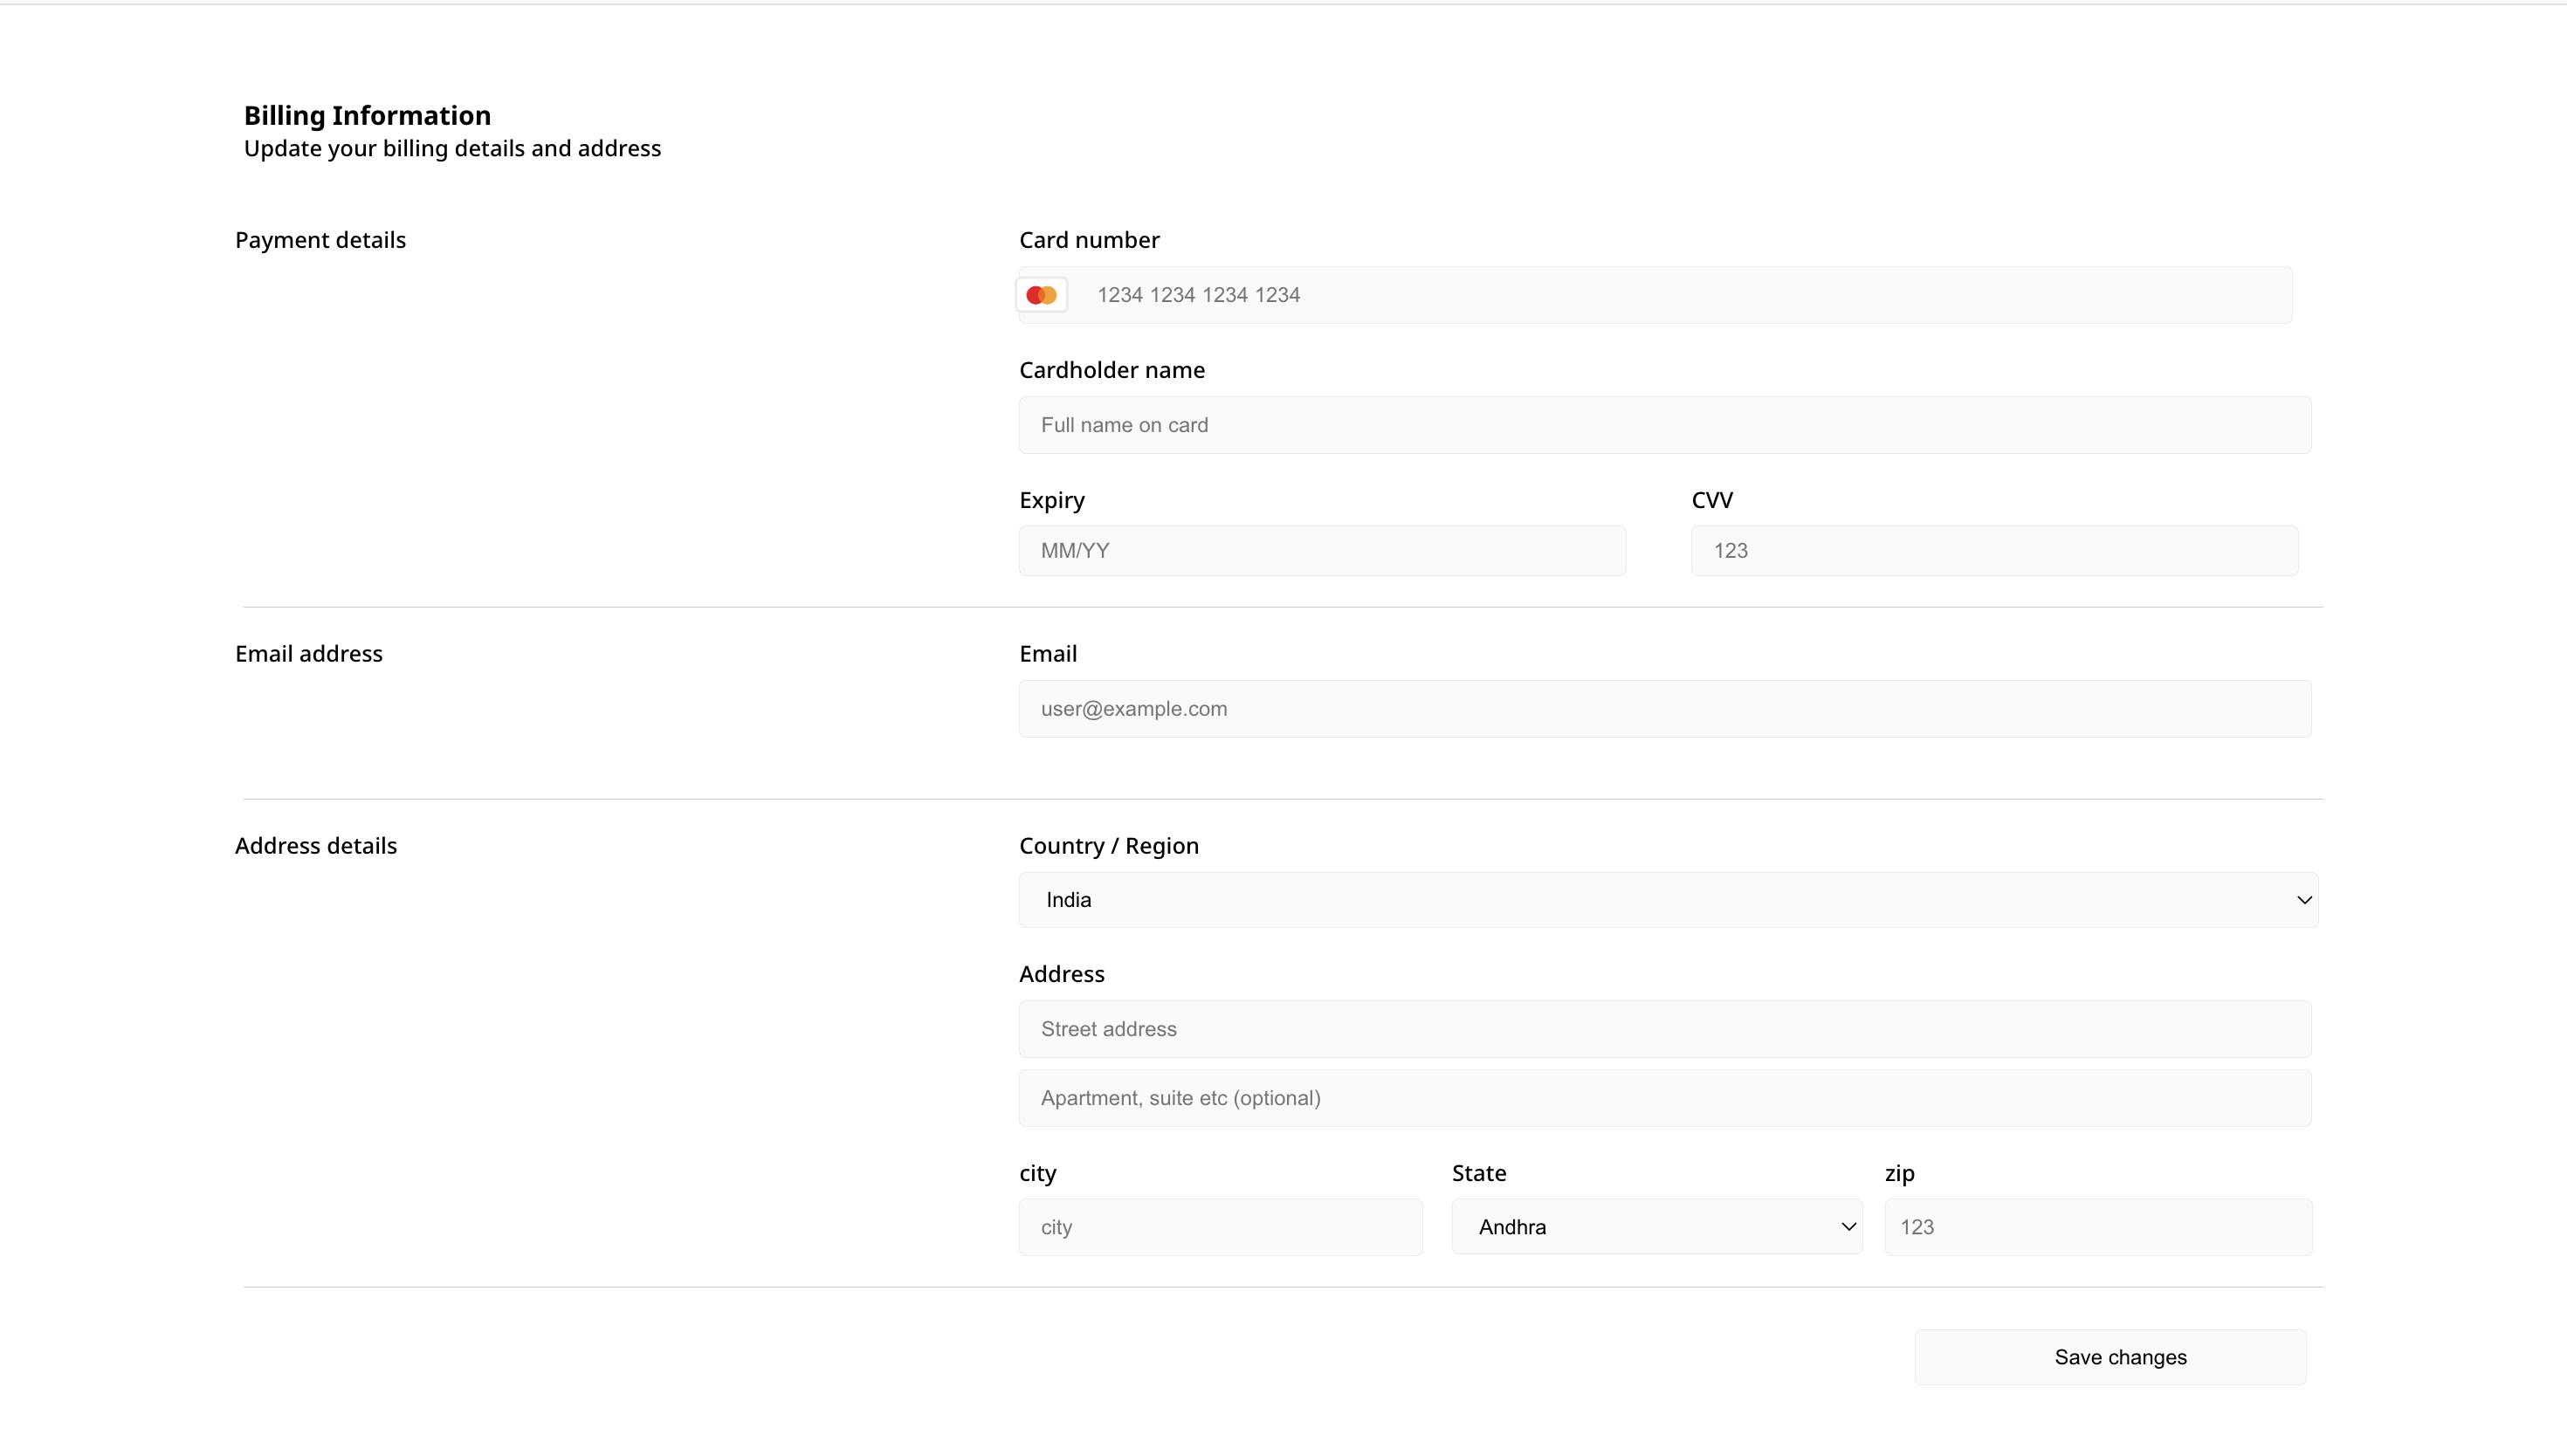 Billing Information
Update your billing details and address
Payment details
Card number
1234 1234 1234 1234
Cardholder name
Full name on card
Expiry
CVV
MM/YY
123
Email address
Email
user@example.com
Address details
Country / Region
India
Address
Street address
Apartment, suite etc (optional)
city
State
zip
city
Andhra
123
Save changes